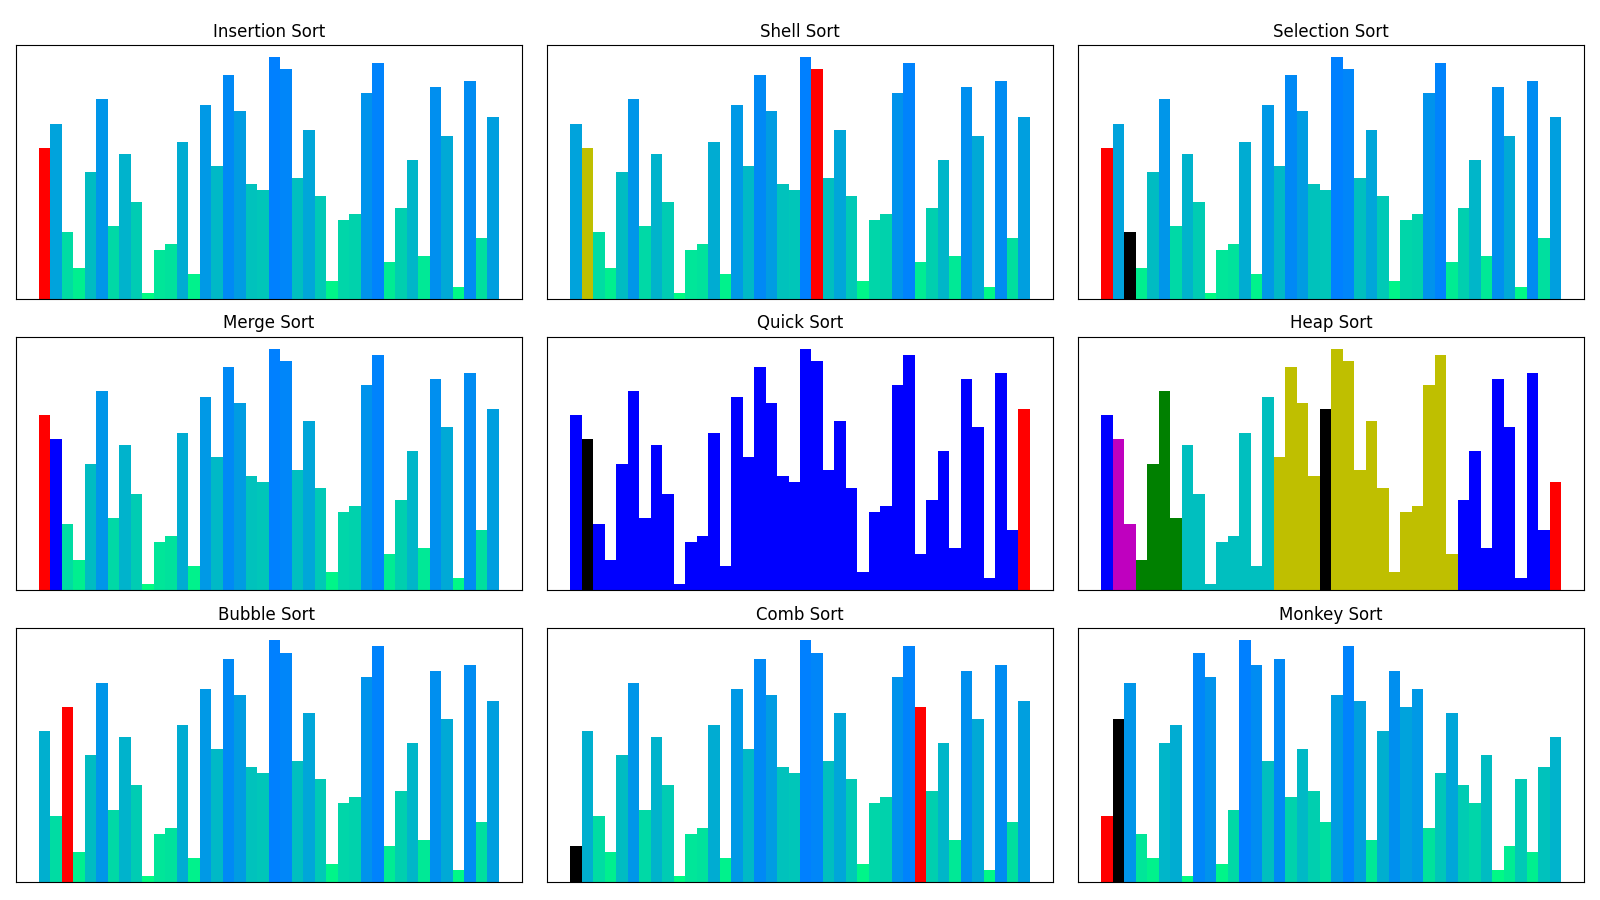 Insertion Sort
Shell Sort
Selection Sort
Merge Sort
Quick Sort
Heap Sort
Bubble Sort
Comb Sort
Monkey Sort